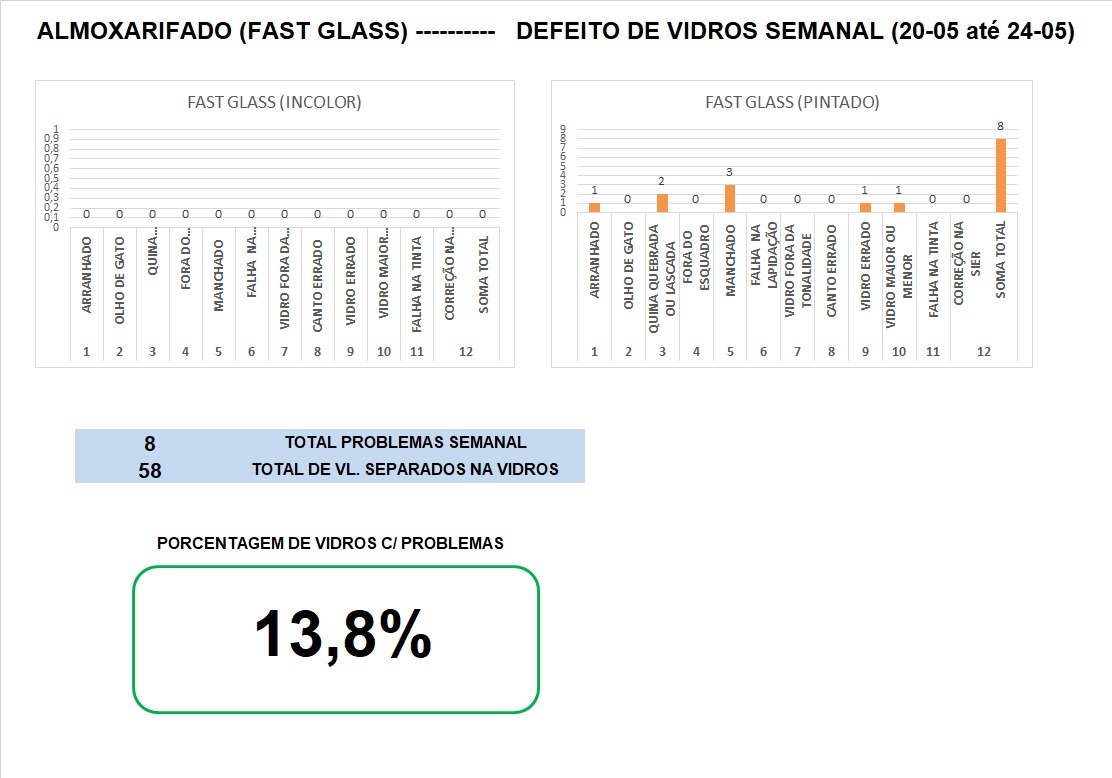 ALMOXARIFADO (FAST GLASS) ---------- DEFEITO DE VIDROS SEMANAL (20-05 até 24-05)
FAST GLASS (INCOLOR)
1
0,9
0,8
0,7
0,6
0,5
0,4
0,3
0,2
0,1
0
0 0 0 0 0 0 0 0 0 0 0 0 0
ARRANHADO
OLHO DE GATO
QUINA...
FORA DO...
MANCHADO
FALHA NA...
VIDRO FORA DA...
CANTO ERRADO
VIDRO ERRADO
VIDRO MAIOR...
FALHA NA TINTA
CORREÇÃO NA...
SOMA TOTAL
1 2 3 4 5 6 7 8 9 10 11 12
FAST GLASS (PINTADO)
9
8
7
6
5
4
3
2
1
0
1 0 2 0 3 0 0 0 1 1 0 0 8
ARRANHADO
OLHO DE GATO
QUINA QUEBRADA
OU LASCADA
FORA DO
ESQUADRO
MANCHADO
FALHA NA
LAPIDAÇÃO
VIDRO FORA DA
TONALIDADE
CANTO ERRADO
VIDRO ERRADO
VIDRO MAIOR OU
MENOR
FALHA NA TINTA
CORREÇÃO NA
SIER
SOMA TOTAL
1 2 3 4 5 6 7 8 9 10 11 12
8 TOTAL PROBLEMAS SEMANAL
58 TOTAL DE VL. SEPARADOS NA VIDROS
PORCENTAGEM DE VIDROS C/ PROBLEMAS
13,8%